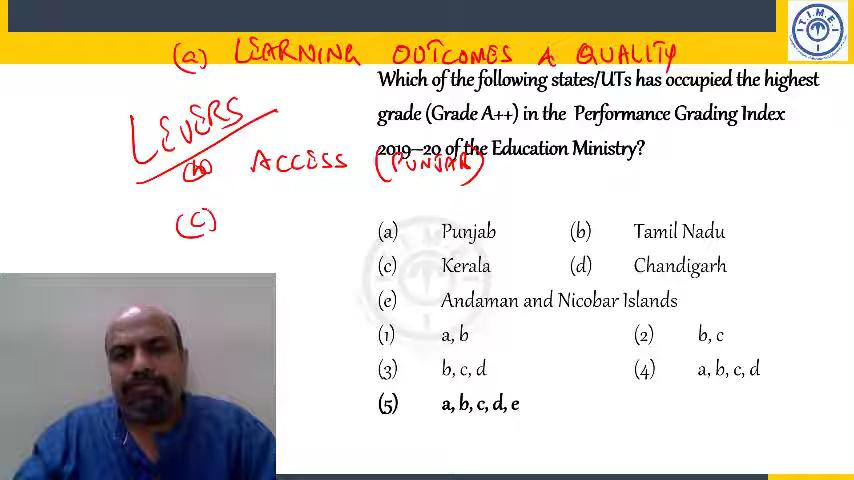 T.I.M.E.
(a) LEARNING OUTCOMES & QUALITY
Which of the following states/UTs has occupied the highest
grade (Grade A++) in the Performance Grading Index
2019–20 of the Education Ministry?
LEVERS
(b) ACCESS (PUNJAB)
(c)
(a) Punjab (b) Tamil Nadu
(c) Kerala (d) Chandigarh
(e) Andaman and Nicobar Islands
(1) a, b (2) b, c
(3) b, c, d (4) a, b, c, d
(5) a, b, c, d, e